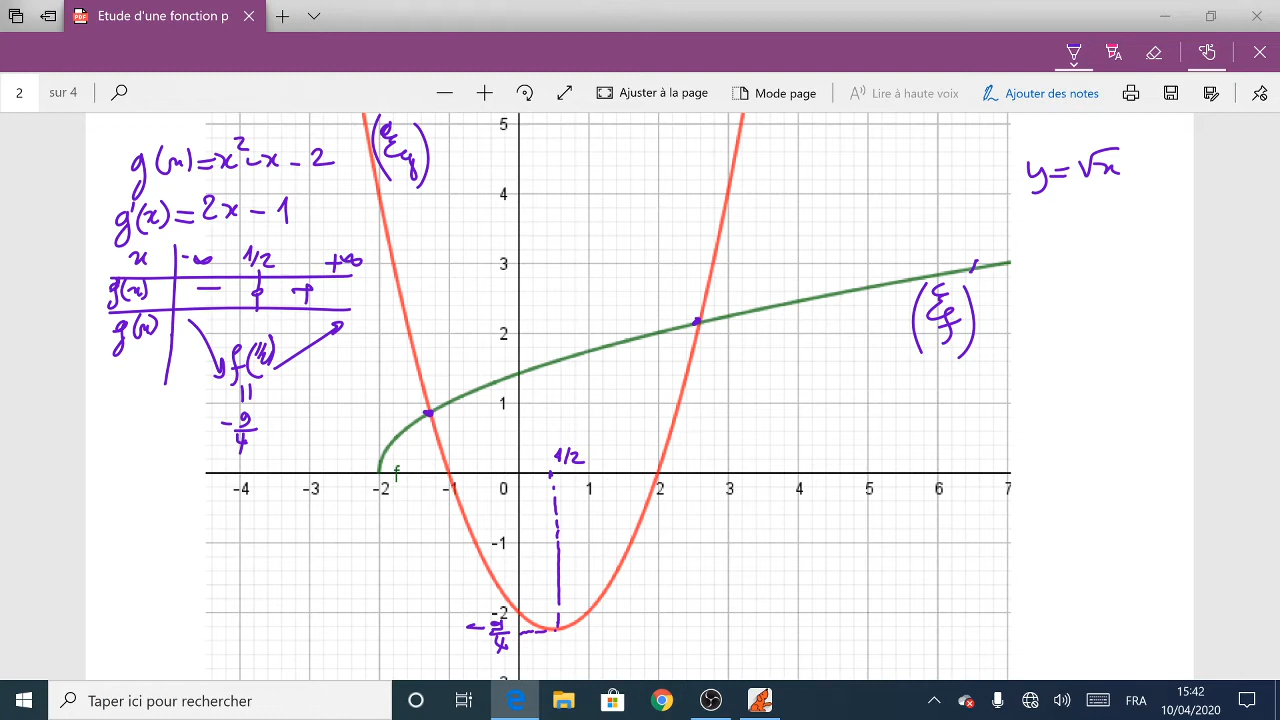 Etude d'une fonction p
2 sur 4
Ajuster à la page
Mode page
Lire à haute voix
Ajouter des notes
g(x)=x²-x-2
g'(x)=2x-1
x -∞ 1/2 +∞
g'(x) - 0 +
g(x)
f(1/2)
=
-9/4
(𝒞g)
y=√x
(𝒞f)
5
4
3
2
1
-4 -3 -2 -1 0 1 2 3 4 5 6 7
f
1/2
-1
-2
-9/4
Taper ici pour rechercher
FRA
15:42
10/04/2020